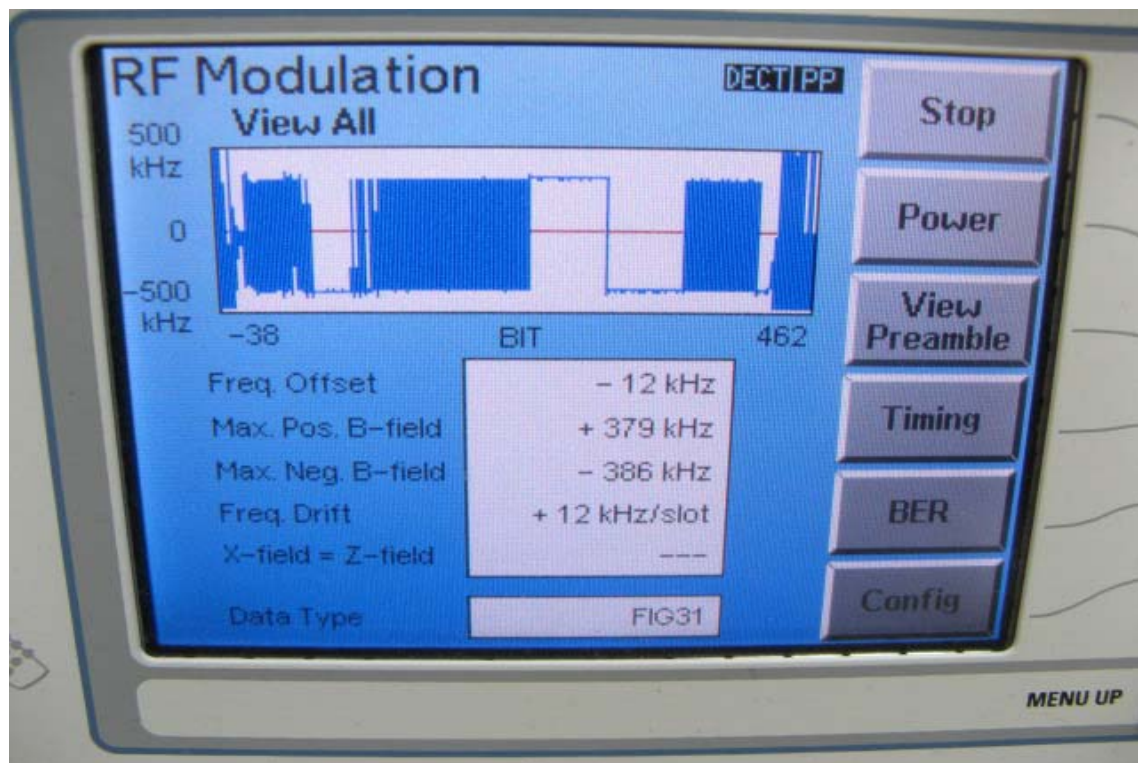 RF Modulation
DECT PP
View All
500
kHz
0
-500
kHz
-38
BIT
462
Freq. Offset
- 12 kHz
Max. Pos. B-field
+ 379 kHz
Max. Neg. B-field
- 386 kHz
Freq. Drift
+ 12 kHz/slot
X-field = Z-field
---
Data Type
FIG31
Stop
Power
View
Preamble
Timing
BER
Config
MENU UP